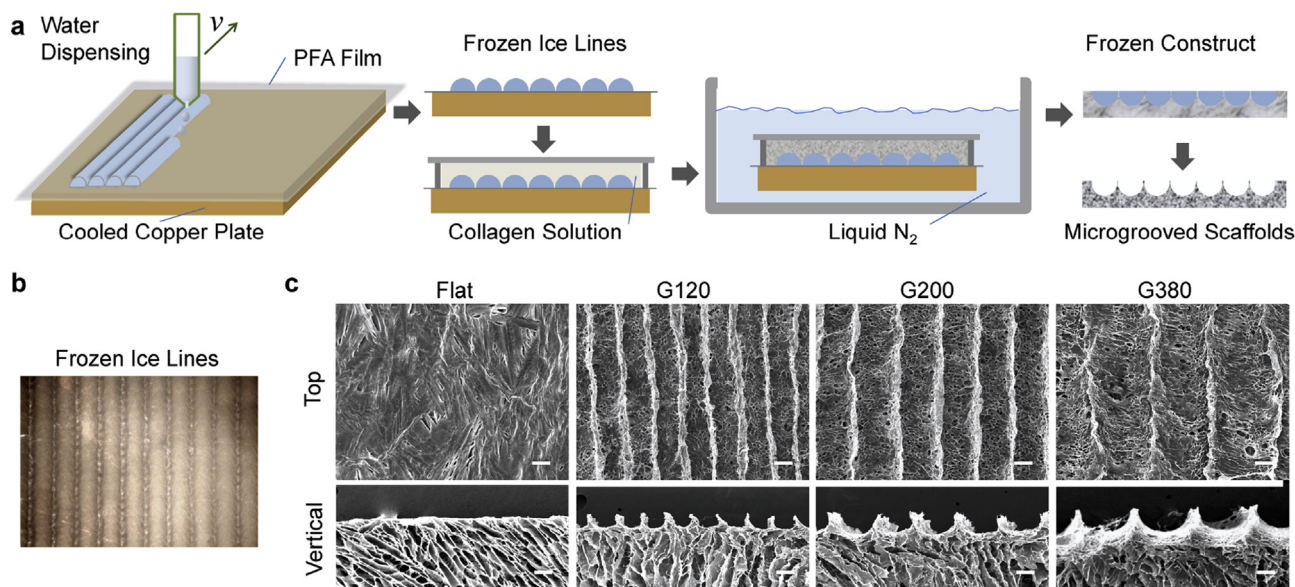 a
Water
Dispensing
v
PFA Film
Cooled Copper Plate
Frozen Ice Lines
Collagen Solution
Liquid N₂
Frozen Construct
Microgrooved Scaffolds
b
Frozen Ice Lines
c
Flat
G120
G200
G380
Top
Vertical